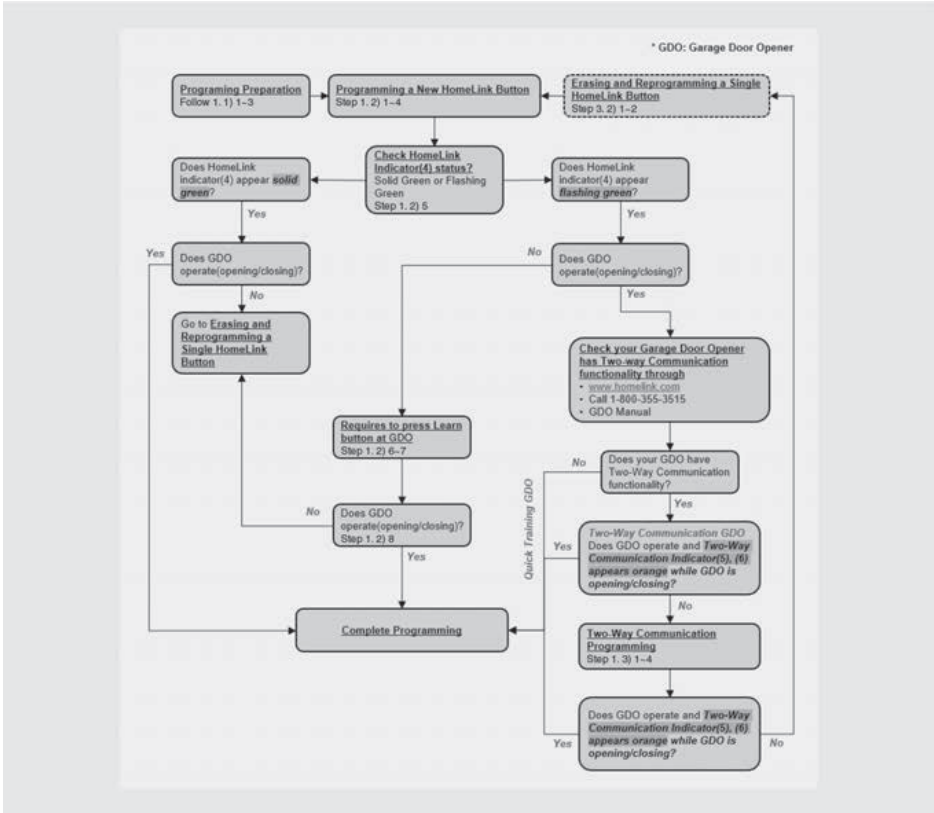 * GDO: Garage Door Opener
Programing Preparation
Follow 1. 1) 1~3
Programming a New HomeLink Button
Step 1. 2) 1~4
Erasing and Reprogramming a Single
HomeLink Button
Step 3. 2) 1~2
Check HomeLink
Indicator(4) status?
Solid Green or Flashing
Green
Step 1. 2) 5
Does HomeLink
indicator(4) appear solid
green?
Does HomeLink
indicator(4) appear
flashing green?
Yes
Yes
Yes
Does GDO
operate(opening/closing)?
No
Does GDO
operate(opening/closing)?
No
Yes
Go to Erasing and
Reprogramming a
Single HomeLink
Button
Check your Garage Door Opener
has Two-way Communication
functionality through
• www.homelink.com
• Call 1-800-355-3515
• GDO Manual
Requires to press Learn
button at GDO
Step 1. 2) 6~7
No
Does your GDO have
Two-Way Communication
functionality?
Yes
Quick Training GDO
No
Does GDO
operate(opening/closing)?
Step 1. 2) 8
Yes
Yes
Two-Way Communication GDO
Does GDO operate and Two-Way
Communication Indicator(5), (6)
appears orange while GDO is
opening/closing?
No
Complete Programming
Two-Way Communication
Programming
Step 1. 3) 1~4
Yes
Does GDO operate and Two-Way
Communication Indicator(5), (6)
appears orange while GDO is
opening/closing?
No